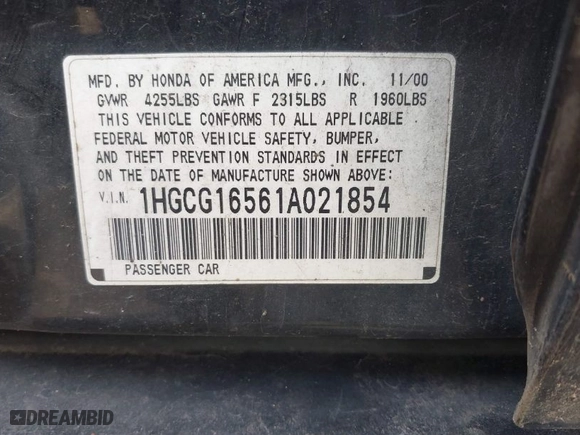 MFD. BY HONDA OF AMERICA MFG., INC. 11/00
GVWR 4255LBS GAWR F 2315LBS R 1960LBS
THIS VEHICLE CONFORMS TO ALL APPLICABLE
FEDERAL MOTOR VEHICLE SAFETY, BUMPER,
AND THEFT PREVENTION STANDARDS IN EFFECT
ON THE DATE OF MANUFACTURE SHOWN ABOVE:
V.I.N. 1HGCG16561A021854
PASSENGER CAR
DREAMBID